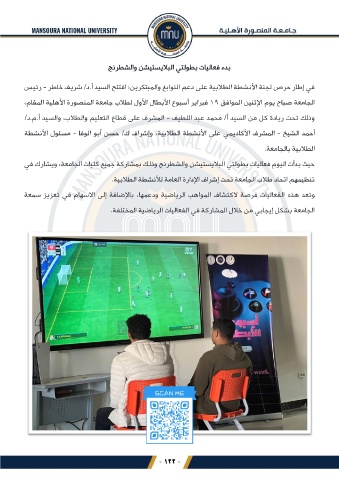 MANSOURA NATIONAL UNIVERSITY
جـامـعـة المنصـورة الأهـليـة
بدء فعاليات بطولتي البلايستيشن والشطرنج
في إطار حرص لجنة الأنشطة الطلابية على دعم النوابغ والمبتكرين؛ افتتح السيد أ.د/ شريف خاطر - رئيس
الجامعة صباح يوم الإثنين الموافق ١٩ فبراير أسبوع الأبطال الأول لطلاب جامعة المنصورة الأهلية المقام،
وذلك تحت ريادة كل من السيد أ/ محمد عبد اللطيف - المشرف على قطاع التعليم والطلاب والسيد أ.م.د/
أحمد الشيخ - المشرف الأكاديمي على الأنشطة الطلابية، وإشراف ك/ حسن أبو الوفا - مسئول الأنشطة
الطلابية بالجامعة.
حيث بدأت اليوم فعاليات بطولتي البلايستيشن والشطرنج وذلك بمشاركة جميع كليات الجامعة، ويشارك في
تنظيمهم اتحاد طلاب الجامعة تحت إشراف الإدارة العامة للأنشطة الطلابية.
وتعد هذه الفعاليات فرصة لاكتشاف المواهب الرياضية ودعمها، بالإضافة إلى الاسهام في تعزيز سمعة
الجامعة بشكل إيجابي من خلال المشاركة في الفعاليات الرياضية المختلفة.
SCAN ME
- ١٢٢ -